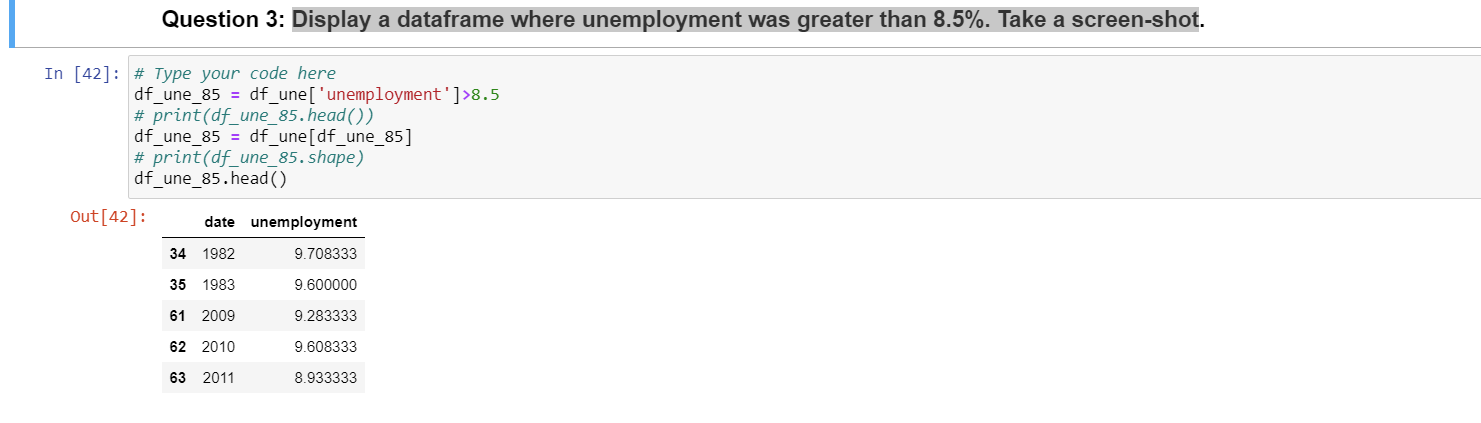 Question 3: Display a dataframe where unemployment was greater than 8.5%. Take a screen-shot.
In [42]: # Type your code here
df_une_85 = df_une['unemployment']>8.5
# print(df_une_85.head())
df_une_85 = df_une[df_une_85]
# print(df_une_85.shape)
df_une_85.head()
Out[42]:
date unemployment
34 1982 9.708333
35 1983 9.600000
61 2009 9.283333
62 2010 9.608333
63 2011 8.933333